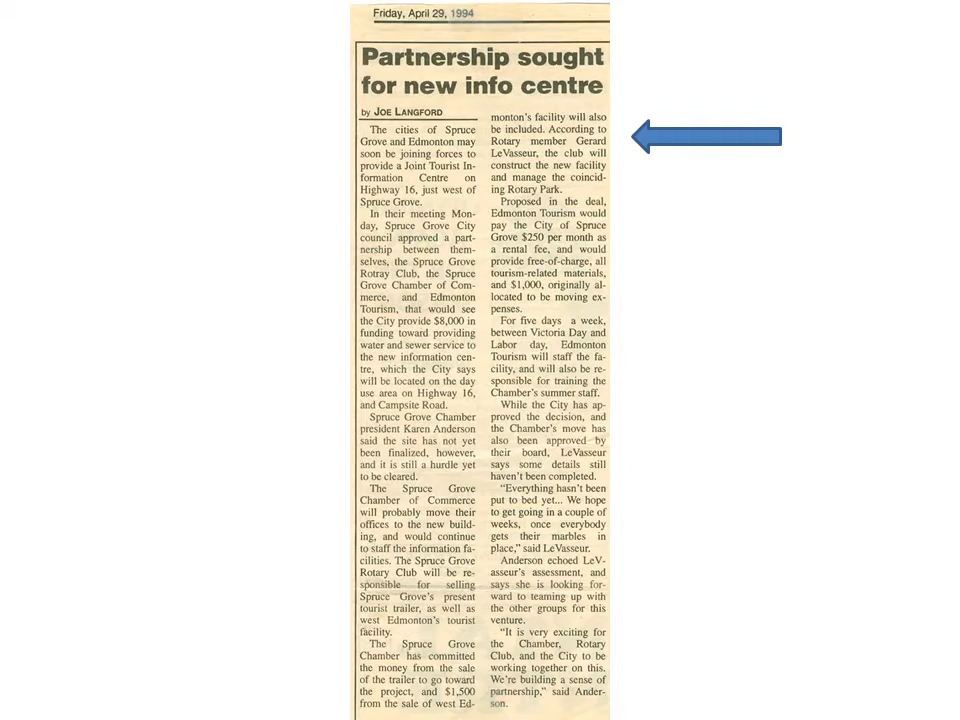 Friday, April 29, 1994
Partnership sought
for new info centre
by JOE LANGFORD
The cities of Spruce
Grove and Edmonton may
soon be joining forces to
provide a Joint Tourist In-
formation Centre on
Highway 16, just west of
Spruce Grove.
In their meeting Mon-
day, Spruce Grove City
council approved a part-
nership between them-
selves, the Spruce Grove
Rotray Club, the Spruce
Grove Chamber of Com-
merce, and Edmonton
Tourism, that would see
the City provide $8,000 in
funding toward providing
water and sewer service to
the new information cen-
tre, which the City says
will be located on the day
use area on Highway 16,
and Campsite Road.
Spruce Grove Chamber
president Karen Anderson
said the site has not yet
been finalized, however,
and it is still a hurdle yet
to be cleared.
The Spruce Grove
Chamber of Commerce
will probably move their
offices to the new build-
ing, and would continue
to staff the information fa-
cilities. The Spruce Grove
Rotary Club will be re-
sponsible for selling
Spruce Grove's present
tourist trailer, as well as
west Edmonton's tourist
facility.
The Spruce Grove
Chamber has committed
the money from the sale
of the trailer to go toward
the project, and $1,500
from the sale of west Ed-
monton's facility will also
be included. According to
Rotary member Gerard
LeVasseur, the club will
construct the new facility
and manage the coincid-
ing Rotary Park.
Proposed in the deal,
Edmonton Tourism would
pay the City of Spruce
Grove $250 per month as
a rental fee, and would
provide free-of-charge, all
tourism-related materials,
and $1,000, originally al-
located to be moving ex-
penses.
For five days a week,
between Victoria Day and
Labor day, Edmonton
Tourism will staff the fa-
cility, and will also be re-
sponsible for training the
Chamber's summer staff.
While the City has ap-
proved the decision, and
the Chamber's move has
also been approved by
their board, LeVasseur
says some details still
haven't been completed.
"Everything hasn't been
put to bed yet... We hope
to get going in a couple of
weeks, once everybody
gets their marbles in
place," said LeVasseur.
Anderson echoed LeV-
asseur's assessment, and
says she is looking for-
ward to teaming up with
the other groups for this
venture.
"It is very exciting for
the Chamber, Rotary
Club, and the City to be
working together on this.
We're building a sense of
partnership," said Ander-
son.